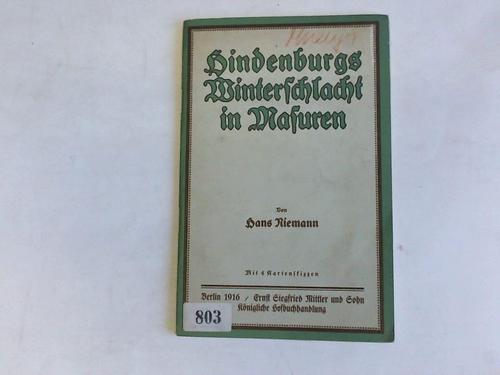 Hindenburgs
Winterschlacht
in Masuren
Von
Hans Niemann
Mit 4 Kartenskizzen
Berlin 1916 / Ernst Siegfried Mittler und Sohn
Königliche Hofbuchhandlung
803